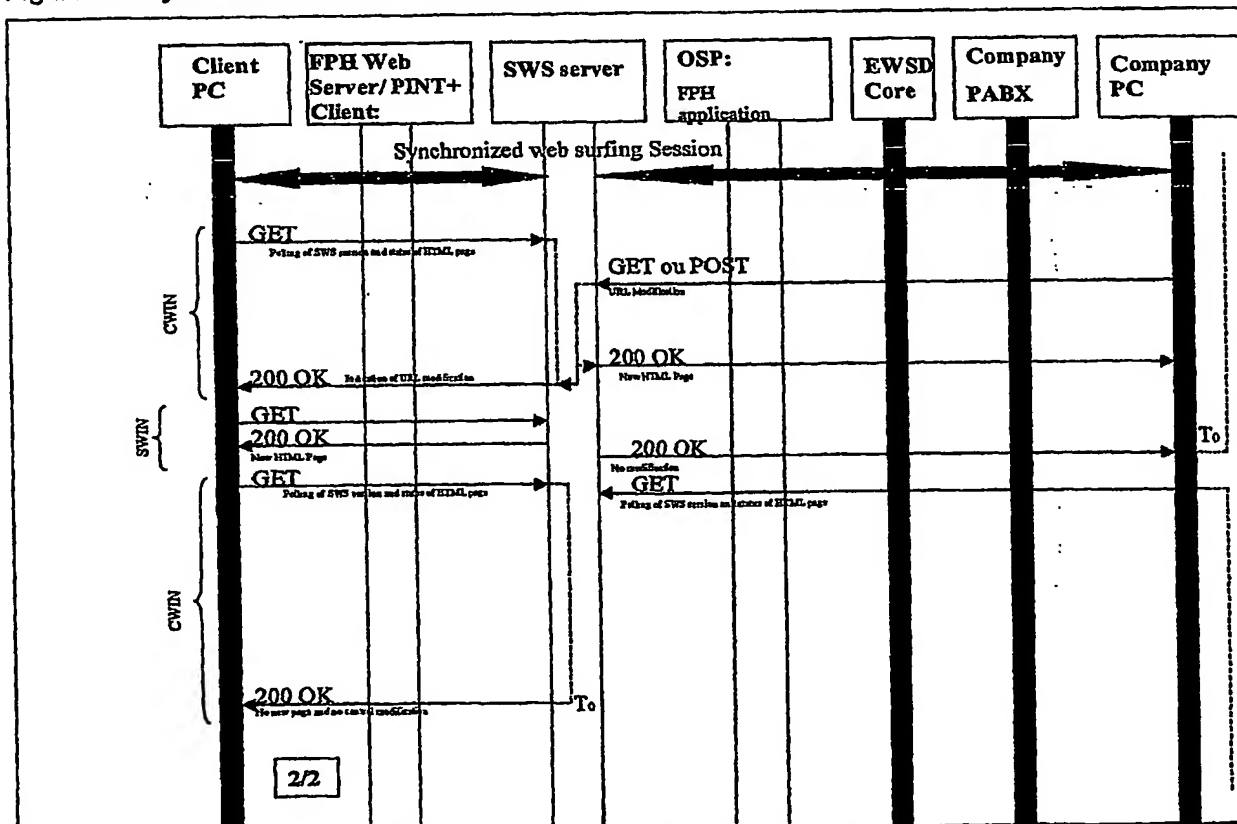 Client
PC
FPH Web
Server/PINT+
Client:
SWS server
OSP:
FPH
application
EWSD
Core
Company
PABX
Company
PC
Synchronized web surfing Session
CWIN
GET
Polling of SWS session and status of HTML page
GET ou POST
URL Modification
200 OK
New HTML Page
200 OK
of URL modification
SWIN
GET
200 OK
New HTML Page
200 OK
No modification
To
CWIN
GET
Polling of SWS session and status of HTML page
GET
Polling of SWS session and status of HTML page
200 OK
No new page and no control modification
To
2/2